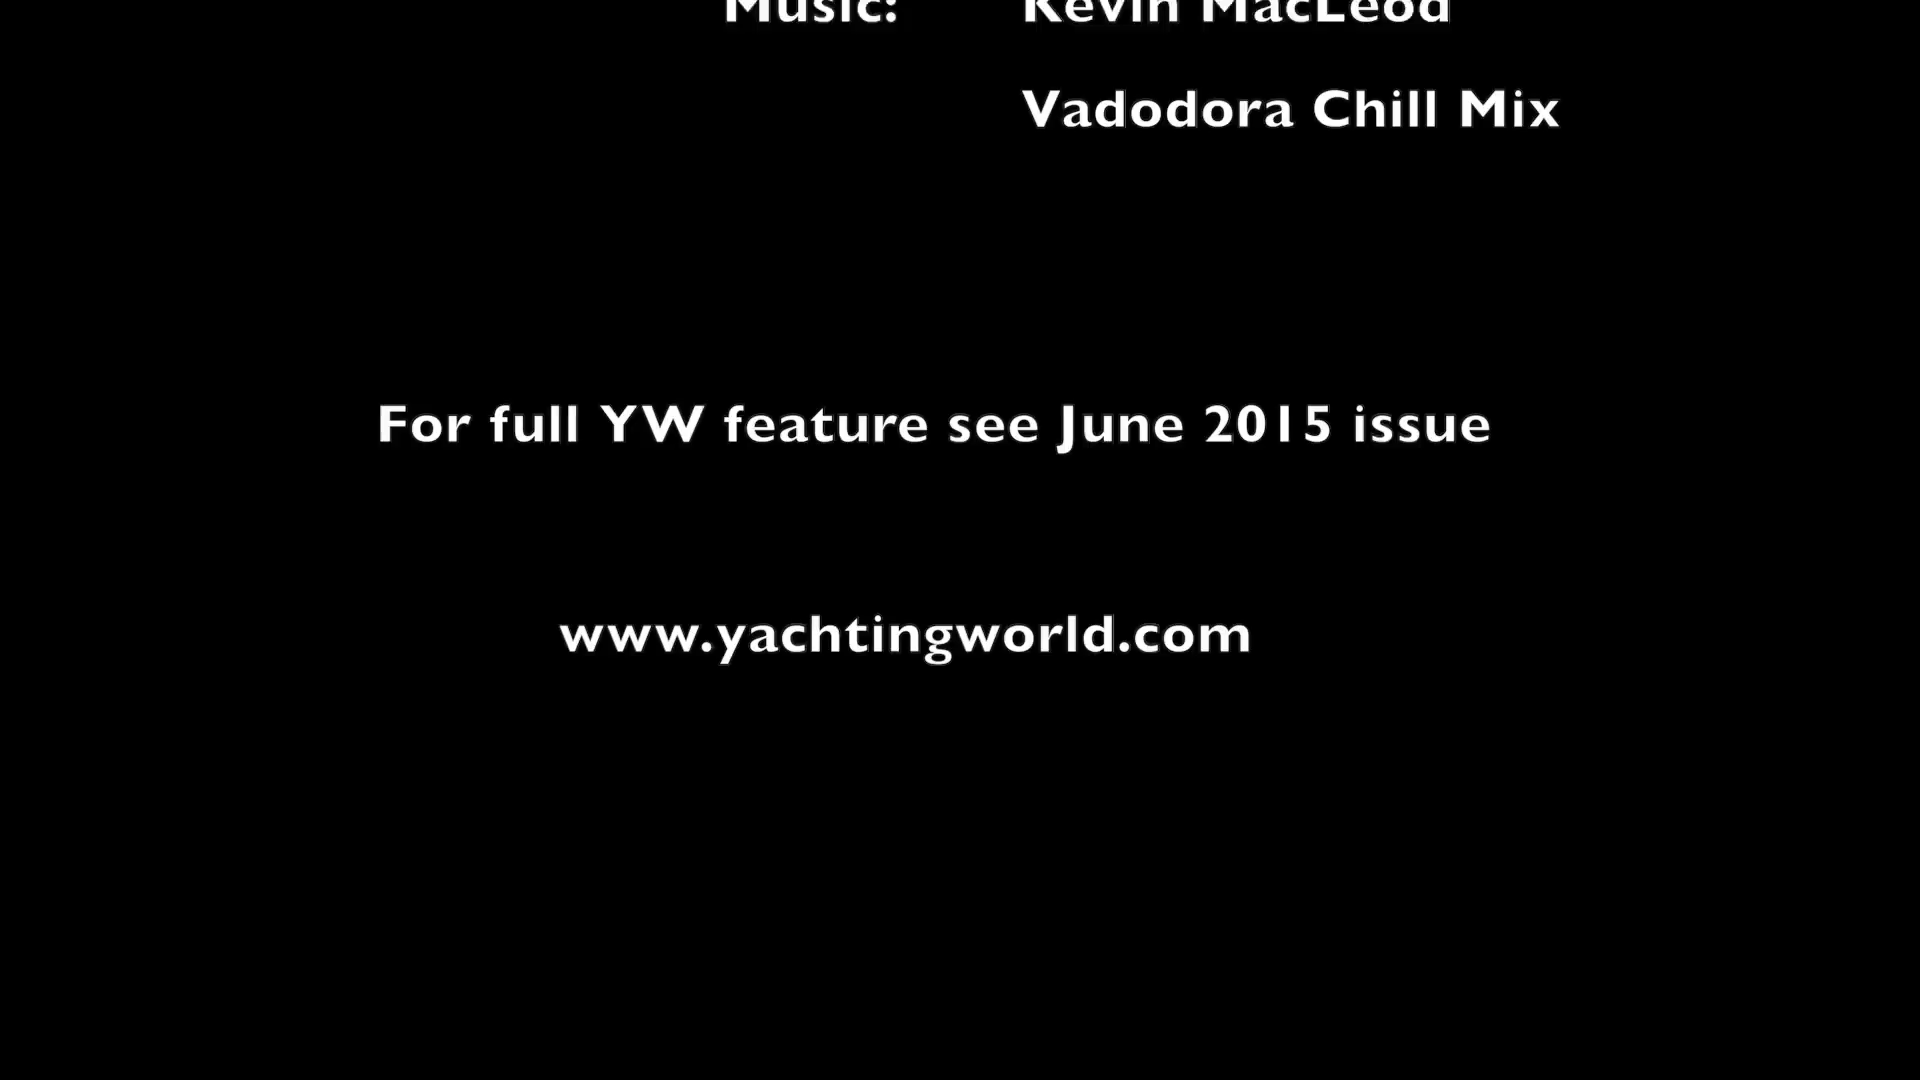 Music: Kevin MacLeod
Vadodora Chill Mix
For full YW feature see June 2015 issue
www.yachtingworld.com